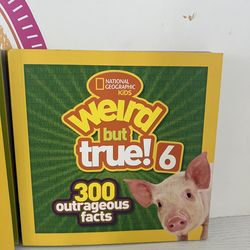 NATIONAL
GEOGRAPHIC
KiDS
weird
but
true! 6
300
outrageous
facts